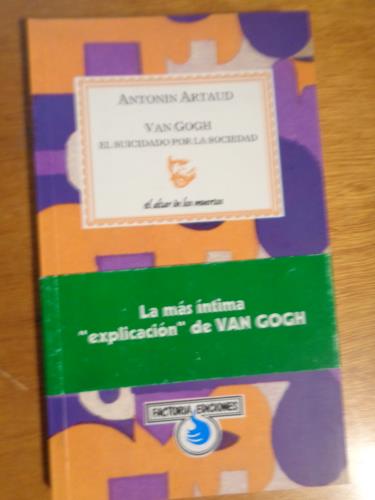 ANTONIN ARTAUD
VAN GOGH
EL SUICIDADO POR LA SOCIEDAD
el altar de los muertos
La más íntima
"explicación" de VAN GOGH
FACTORIA EDICIONES